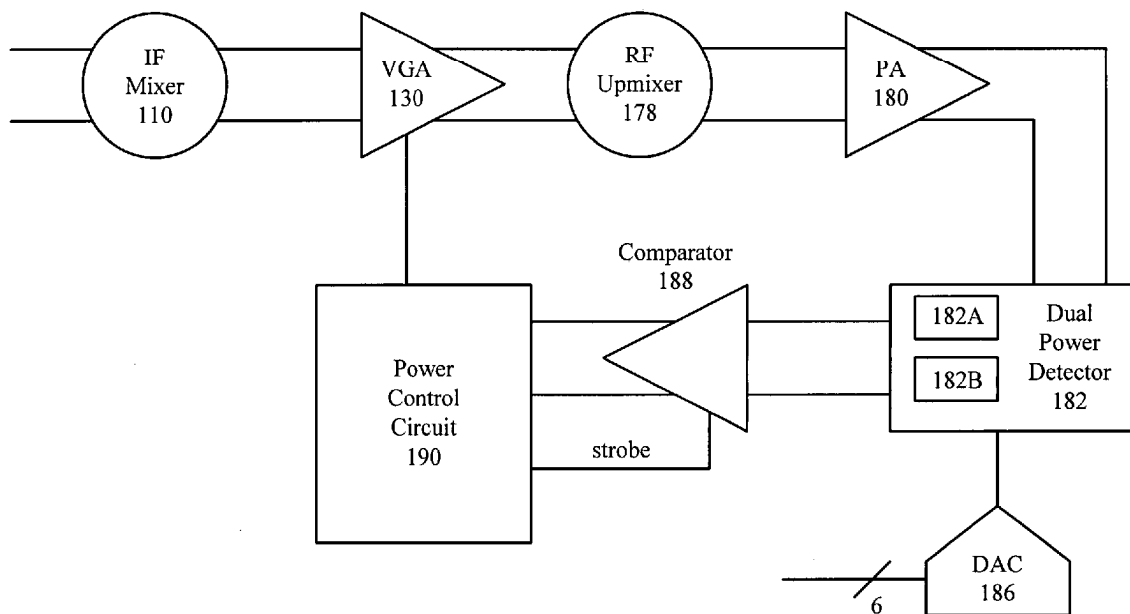 IF
Mixer
110
VGA
130
RF
Upmixer
178
PA
180
Comparator
188
182A
182B
Dual
Power
Detector
182
Power
Control
Circuit
190
strobe
DAC
186
6